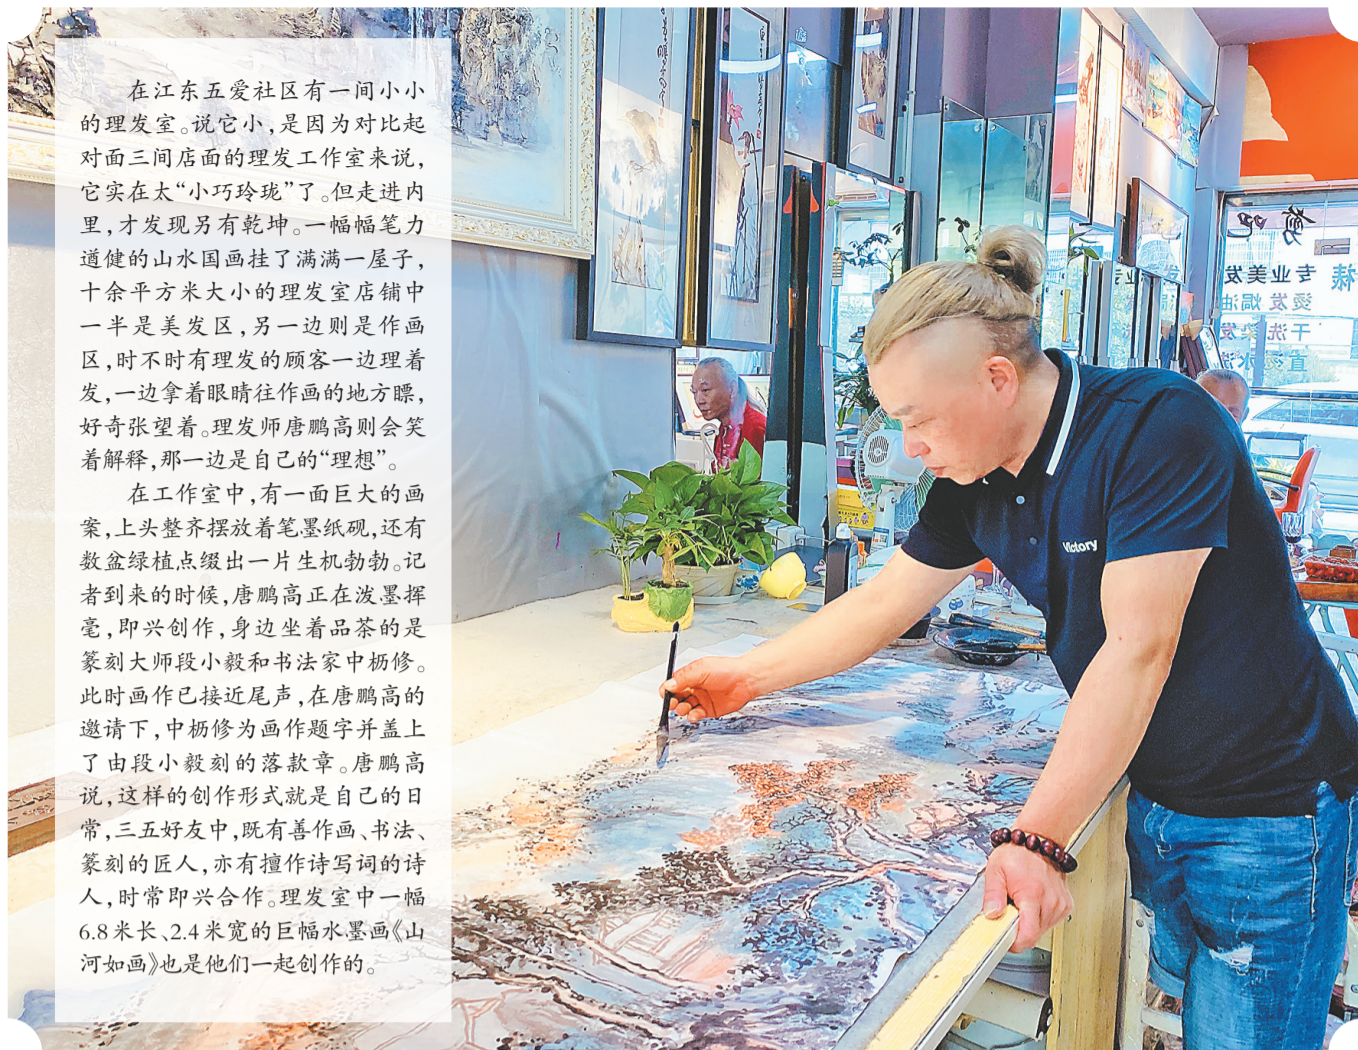 在江东五爱社区有一间小小
的理发室。说它小,是因为对比起
对面三间店面的理发工作室来说,
它实在太“小巧玲珑”了。但走进内
里,才发现另有乾坤。一幅幅笔力
遒健的山水国画挂了满满一屋子,
十余平方米大小的理发室店铺中
一半是美发区,另一边则是作画
区,时不时有理发的顾客一边理着
发,一边拿着眼睛往作画的地方瞟,
好奇张望着。理发师唐鹏高则会笑
着解释,那一边是自己的“理想”。
在工作室中,有一面巨大的画
案,上头整齐摆放着笔墨纸砚,还有
数盆绿植点缀出一片生机勃勃。记
者到来的时候,唐鹏高正在泼墨挥
毫,即兴创作,身边坐着品茶的是
篆刻大师段小毅和书法家中枥修。
此时画作已接近尾声,在唐鹏高的
邀请下,中枥修为画作题字并盖上
了由段小毅刻的落款章。唐鹏高
说,这样的创作形式就是自己的日
常,三五好友中,既有善作画、书法、
篆刻的匠人,亦有擅作诗写词的诗
人,时常即兴合作。理发室中一幅
6.8米长、2.4米宽的巨幅水墨画《山
河如画》也是他们一起创作的。
Victory
专业美发
烫发焗油
干洗染发